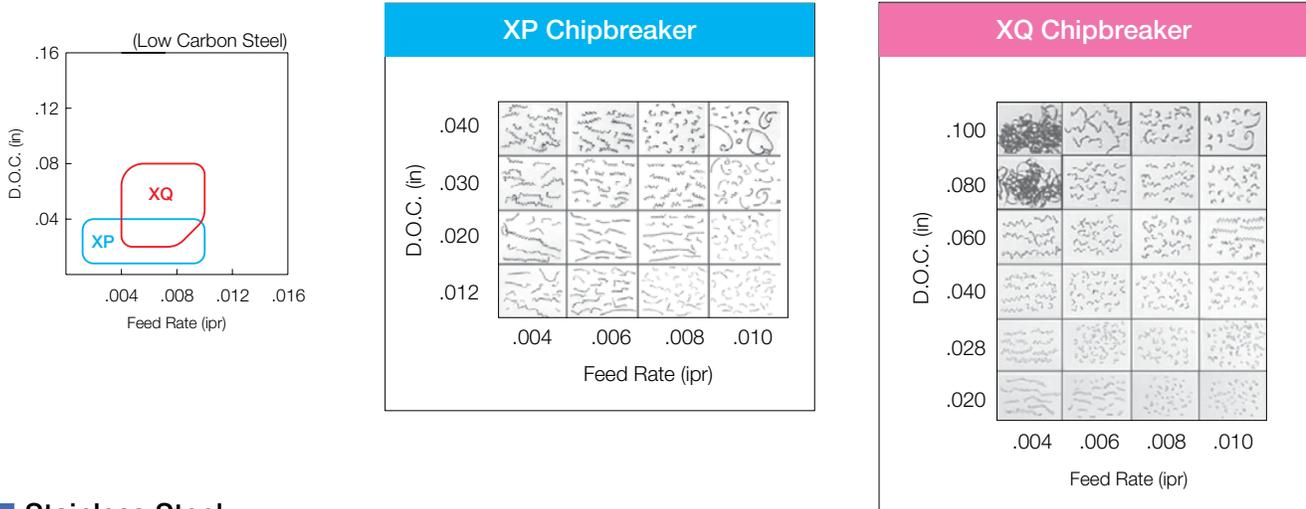 (Low Carbon Steel)
.16
.12
.08
.04
D.O.C. (in)
XQ
XP
.004 .008 .012 .016
Feed Rate (ipr)
XP Chipbreaker
.040
.030
.020
.012
D.O.C. (in)
.004 .006 .008 .010
Feed Rate (ipr)
XQ Chipbreaker
.100
.080
.060
.040
.028
.020
D.O.C. (in)
.004 .006 .008 .010
Feed Rate (ipr)
Stainless Steel